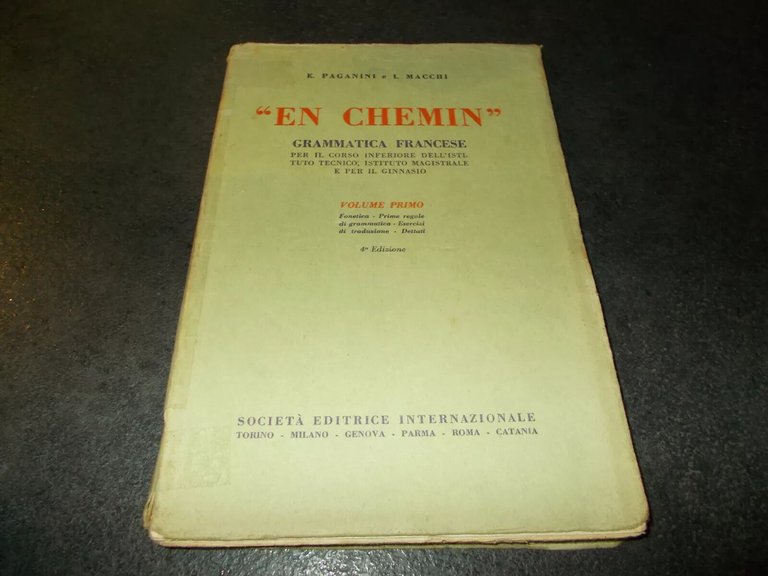 K. PAGANINI e I. MACCHI
“EN CHEMIN”
GRAMMATICA FRANCESE
PER IL CORSO INFERIORE DELL'ISTI-
TUTO TECNICO, ISTITUTO MAGISTRALE
E PER IL GINNASIO
VOLUME PRIMO
Fonetica - Prime regole
di grammatica - Esercizi
di traduzione - Dettati
4ª Edizione
SOCIETÀ EDITRICE INTERNAZIONALE
TORINO - MILANO - GENOVA - PARMA - ROMA - CATANIA